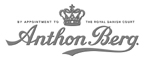 BY APPOINTMENT TO THE ROYAL DANISH COURT
Anthon Berg.